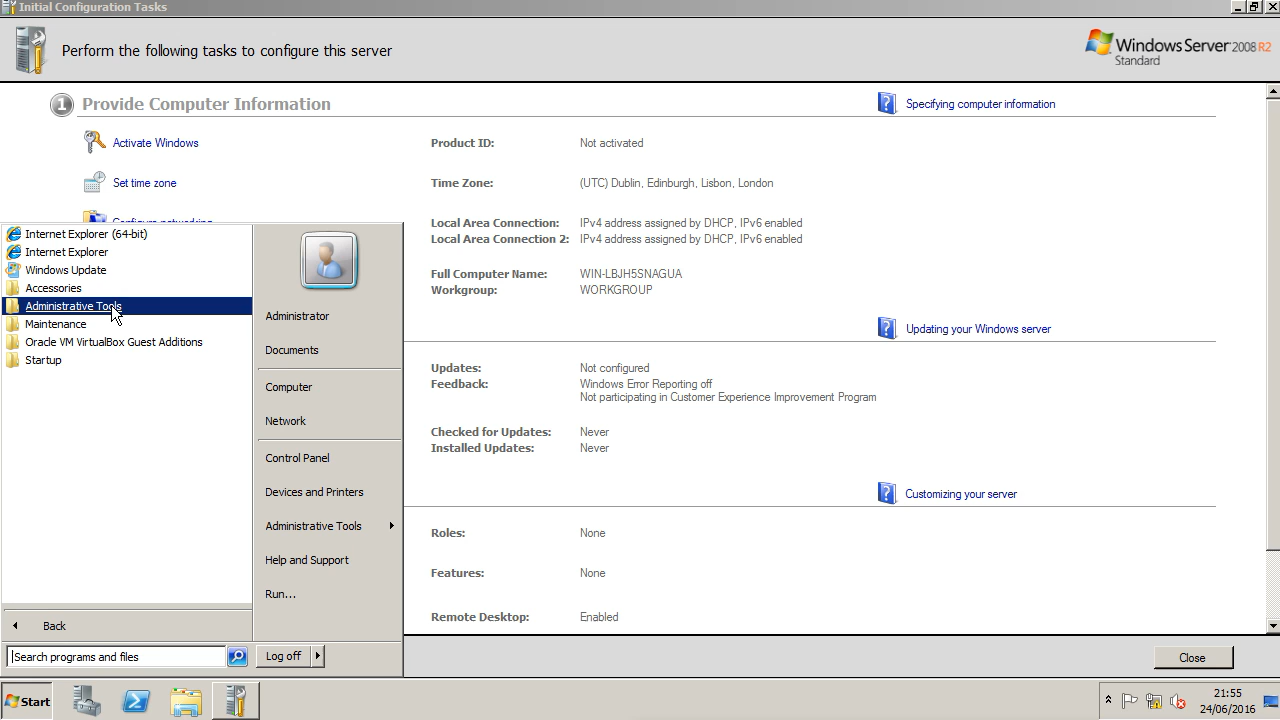 Initial Configuration Tasks
Perform the following tasks to configure this server
Windows Server 2008 R2
Standard
1 Provide Computer Information
Specifying computer information
Activate Windows
Product ID: Not activated
Set time zone
Time Zone: (UTC) Dublin, Edinburgh, Lisbon, London
Configure networking
Local Area Connection: IPv4 address assigned by DHCP, IPv6 enabled
Local Area Connection 2: IPv4 address assigned by DHCP, IPv6 enabled
Full Computer Name: WIN-LBJH5SNAGUA
Workgroup: WORKGROUP
Updating your Windows server
Updates: Not configured
Feedback: Windows Error Reporting off
Not participating in Customer Experience Improvement Program
Checked for Updates: Never
Installed Updates: Never
Customizing your server
Roles: None
Features: None
Remote Desktop: Enabled
Close
Internet Explorer (64-bit)
Internet Explorer
Windows Update
Accessories
Administrative Tools
Maintenance
Oracle VM VirtualBox Guest Additions
Startup
Back
Search programs and files
Administrator
Documents
Computer
Network
Control Panel
Devices and Printers
Administrative Tools
Help and Support
Run...
Log off
Start
21:55
24/06/2016